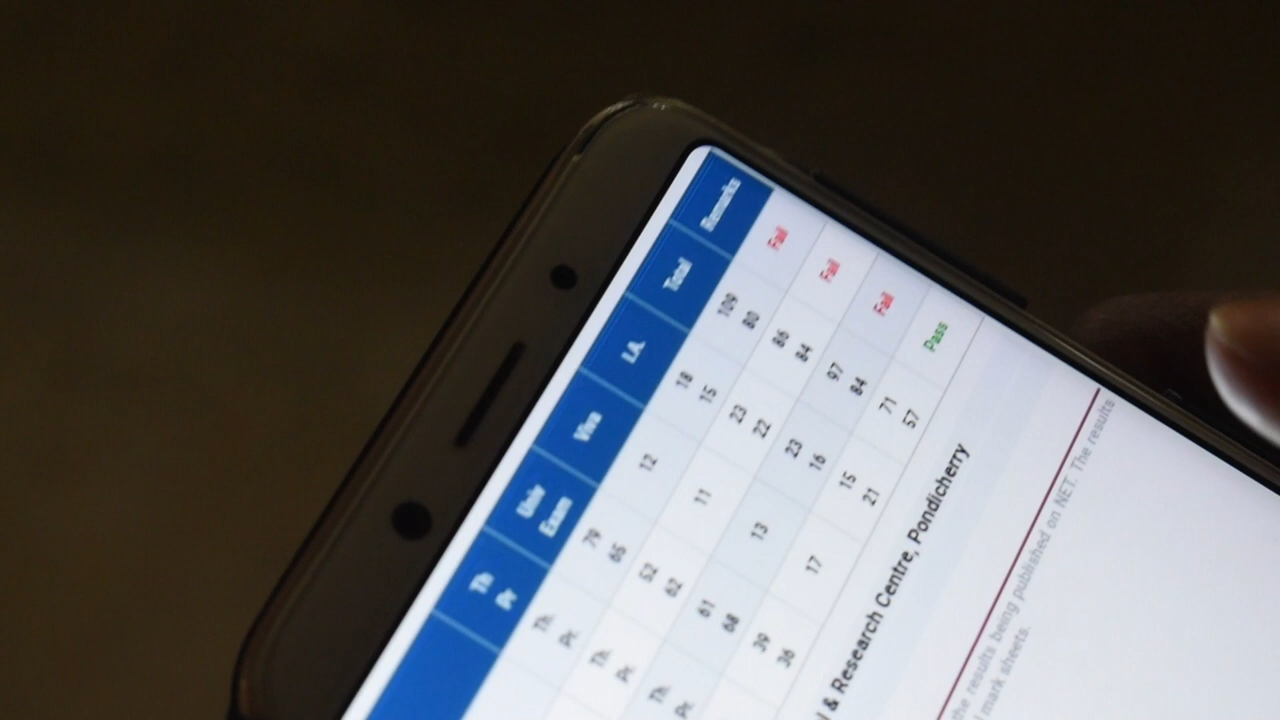 Th Pr Univ Exam Viva I.A. Total Remarks
Th 79 12 18 109 Fail
Pr 65 15 80
Th 52 11 23 86 Fail
Pr 62 22 84
Th 61 13 23 97 Fail
Pr 68 16 84
39 17 15 71 Pass
36 21 57
& Research Centre, Pondicherry
the results being published on NET. The results
mark sheets.